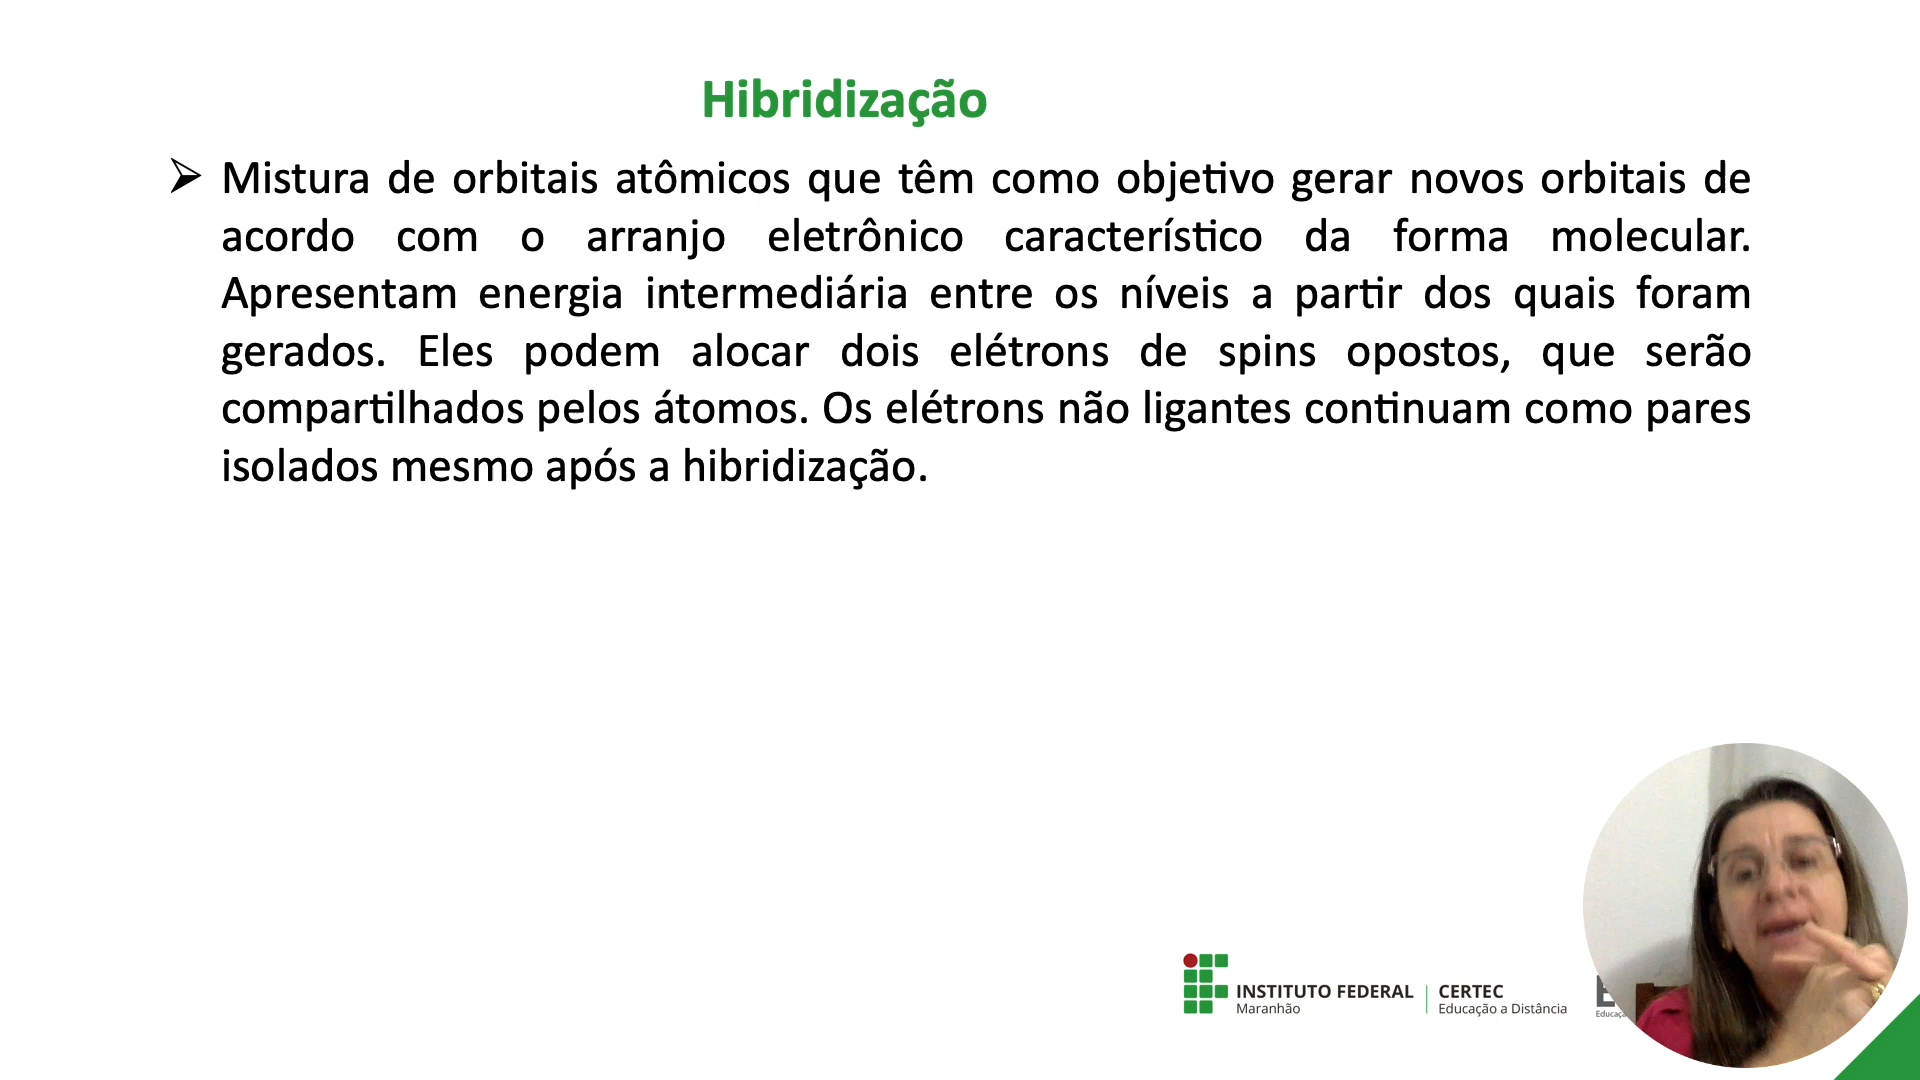 Hibridização
Mistura de orbitais atômicos que têm como objetivo gerar novos orbitais de
acordo com o arranjo eletrônico característico da forma molecular.
Apresentam energia intermediária entre os níveis a partir dos quais foram
gerados. Eles podem alocar dois elétrons de spins opostos, que serão
compartilhados pelos átomos. Os elétrons não ligantes continuam como pares
isolados mesmo após a hibridização.
INSTITUTO FEDERAL
Maranhão
CERTEC
Educação a Distância